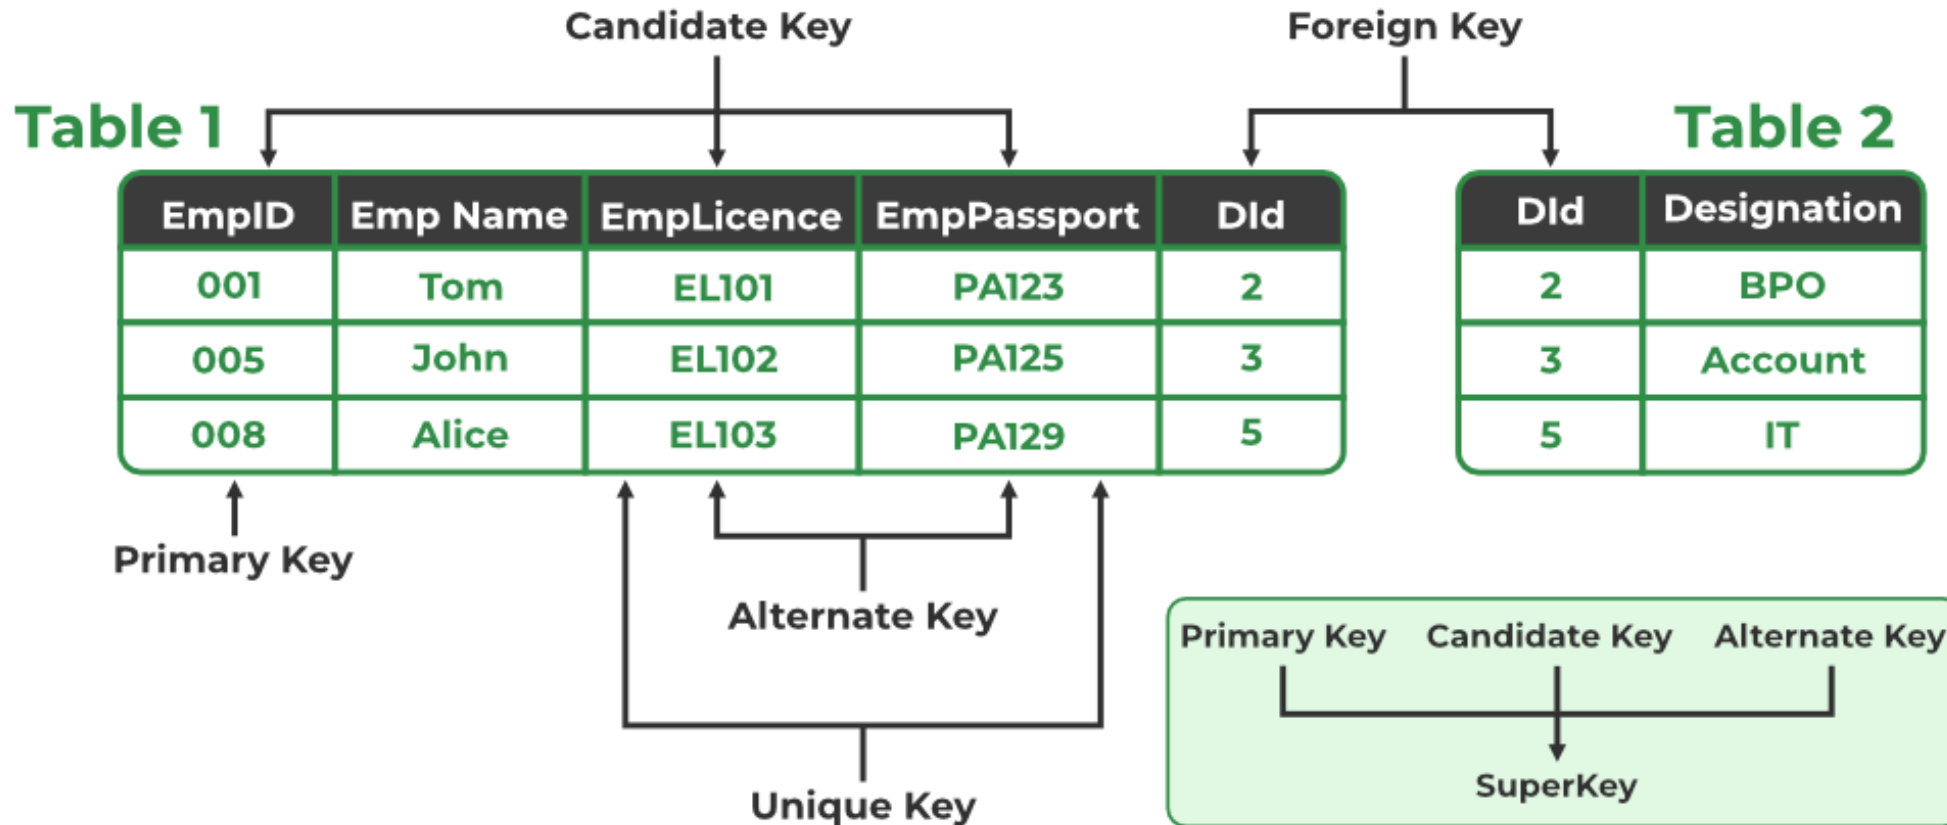 Candidate Key Foreign Key
Table 1 Table 2
EmpID Emp Name EmpLicence EmpPassport DId DId Designation
001 Tom EL101 PA123 2 2 BPO
005 John EL102 PA125 3 3 Account
008 Alice EL103 PA129 5 5 IT
Primary Key
Alternate Key
Primary Key Candidate Key Alternate Key
SuperKey
Unique Key